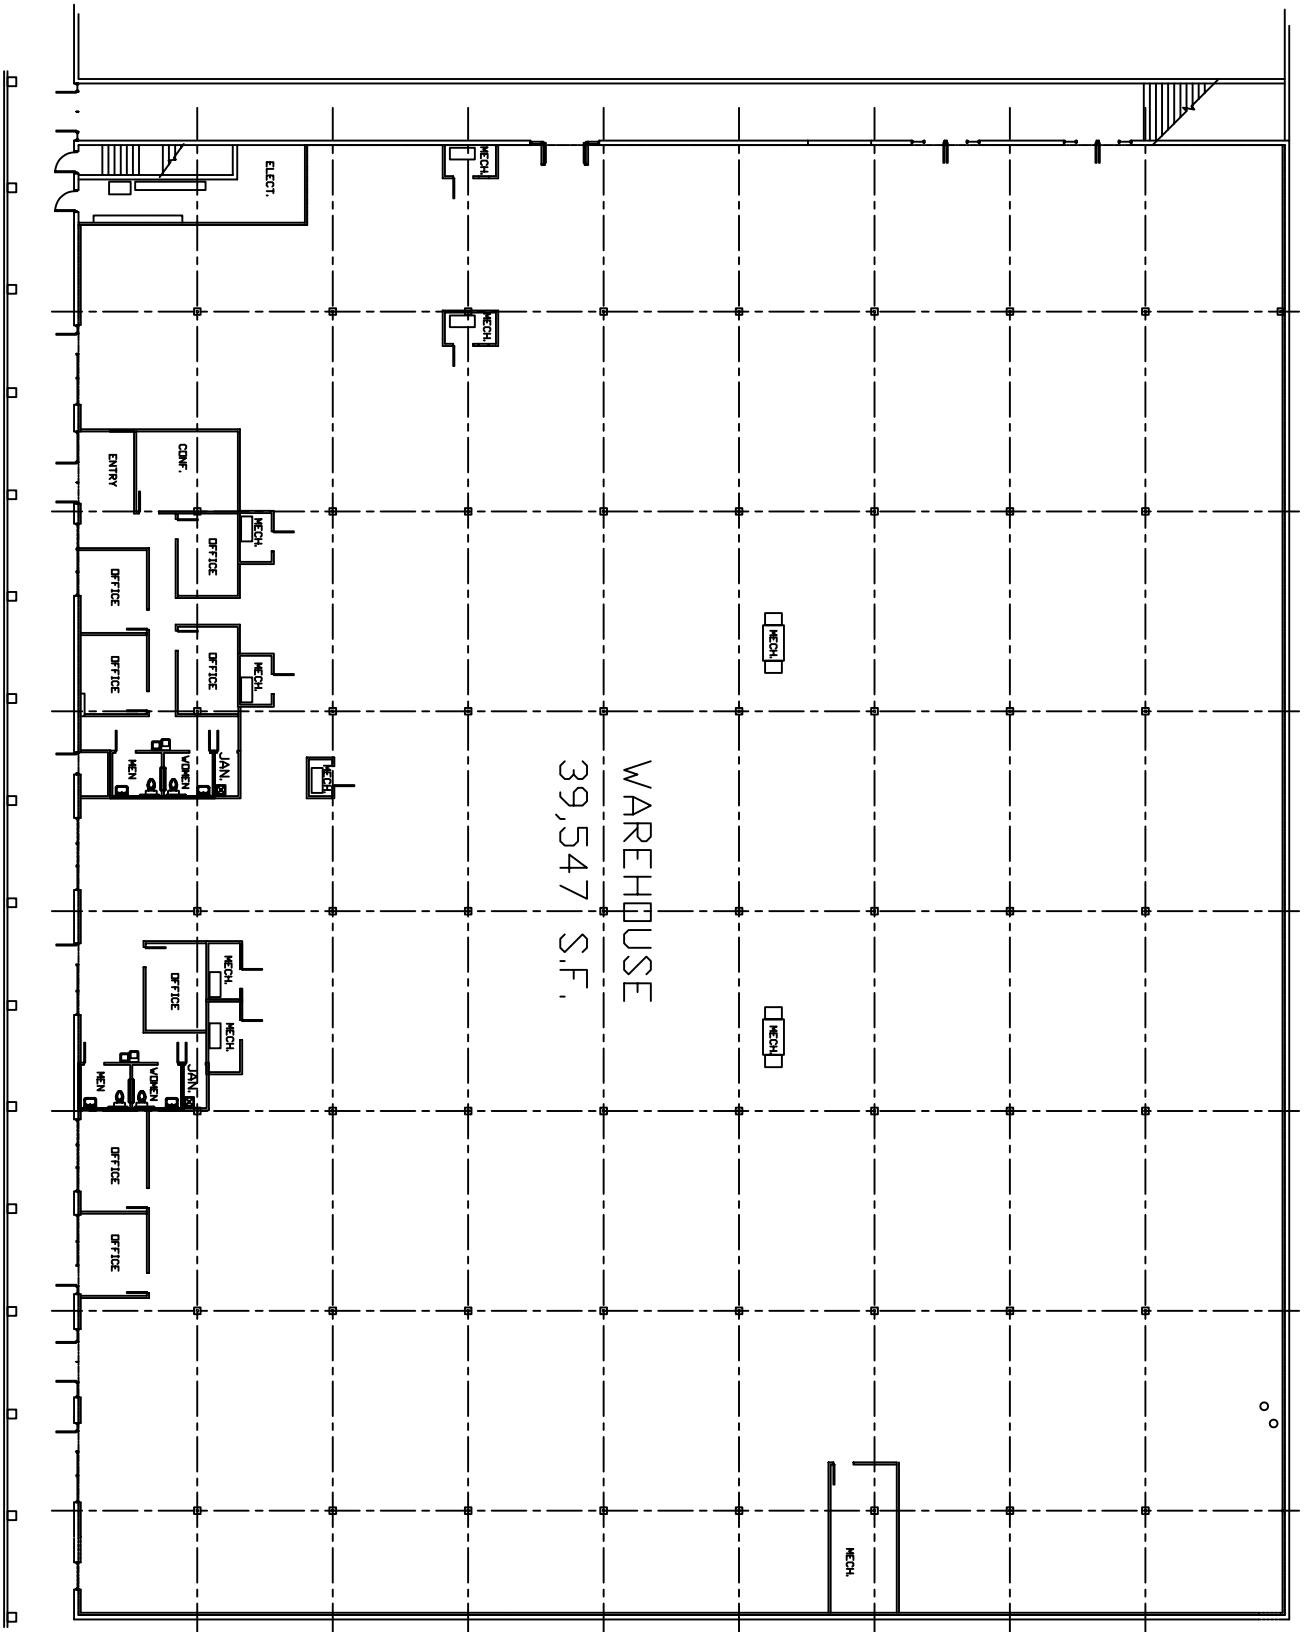 MECH.
MECH.
MECH.
WAREHOUSE
39,547 S.F.
MECH.
MECH.
MECH.
ELECT.
MECH.
MECH.
MECH.
MECH.
JAN.
OFFICE
OFFICE
JAN.
CONF.
WOMEN
OFFICE
WOMEN
MEN
ENTRY
OFFICE
OFFICE
OFFICE
OFFICE
MEN